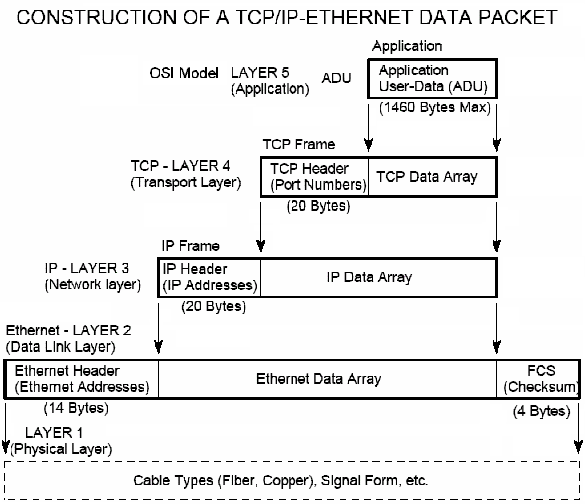 CONSTRUCTION OF A TCP/IP-ETHERNET DATA PACKET
Application
OSI Model LAYER 5 ADU
(Application)
Application
User-Data (ADU)
(1460 Bytes Max)
TCP Frame
TCP - LAYER 4
(Transport Layer)
TCP Header
(Port Numbers)
TCP Data Array
(20 Bytes)
IP Frame
IP - LAYER 3
(Network layer)
IP Header
(IP Addresses)
IP Data Array
(20 Bytes)
Ethernet - LAYER 2
(Data Link Layer)
Ethernet Header
(Ethernet Addresses)
Ethernet Data Array
FCS
(Checksum)
(14 Bytes)
(4 Bytes)
LAYER 1
(Physical Layer)
Cable Types (Fiber, Copper), Signal Form, etc.